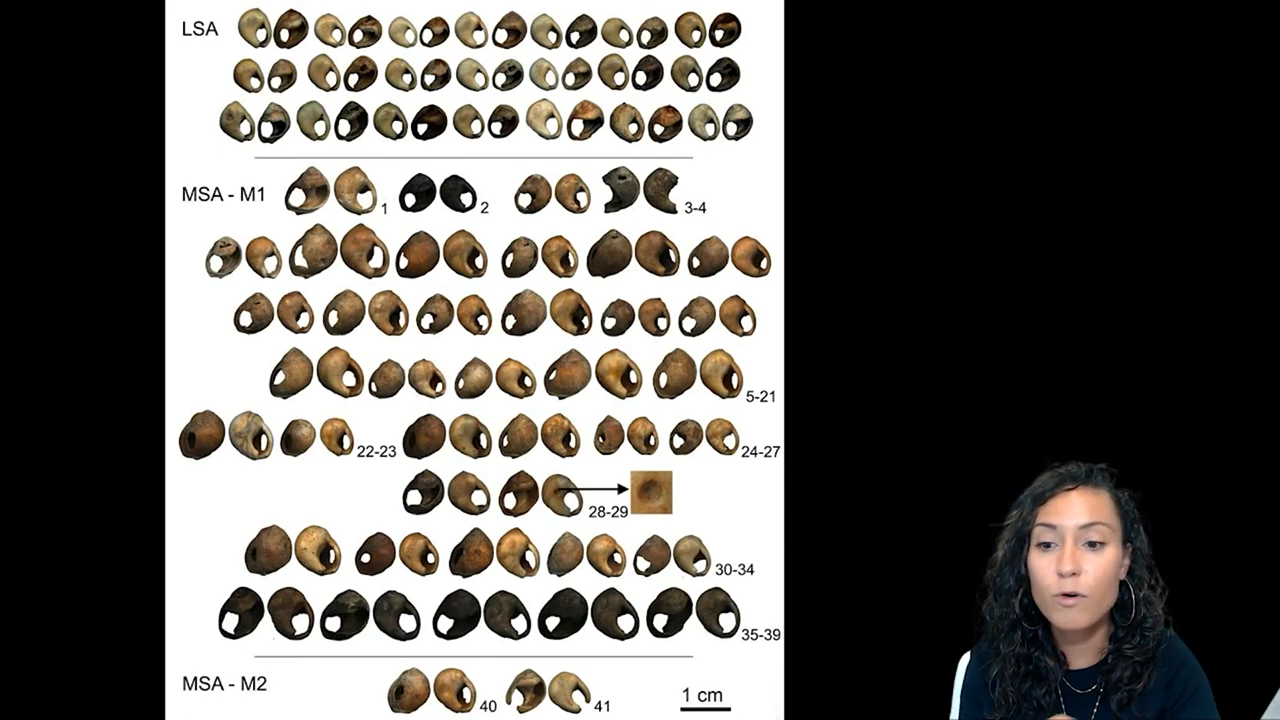 LSA
MSA - M1
1
2
3-4
5-21
22-23
24-27
28-29
30-34
35-39
MSA - M2
40
41
1 cm